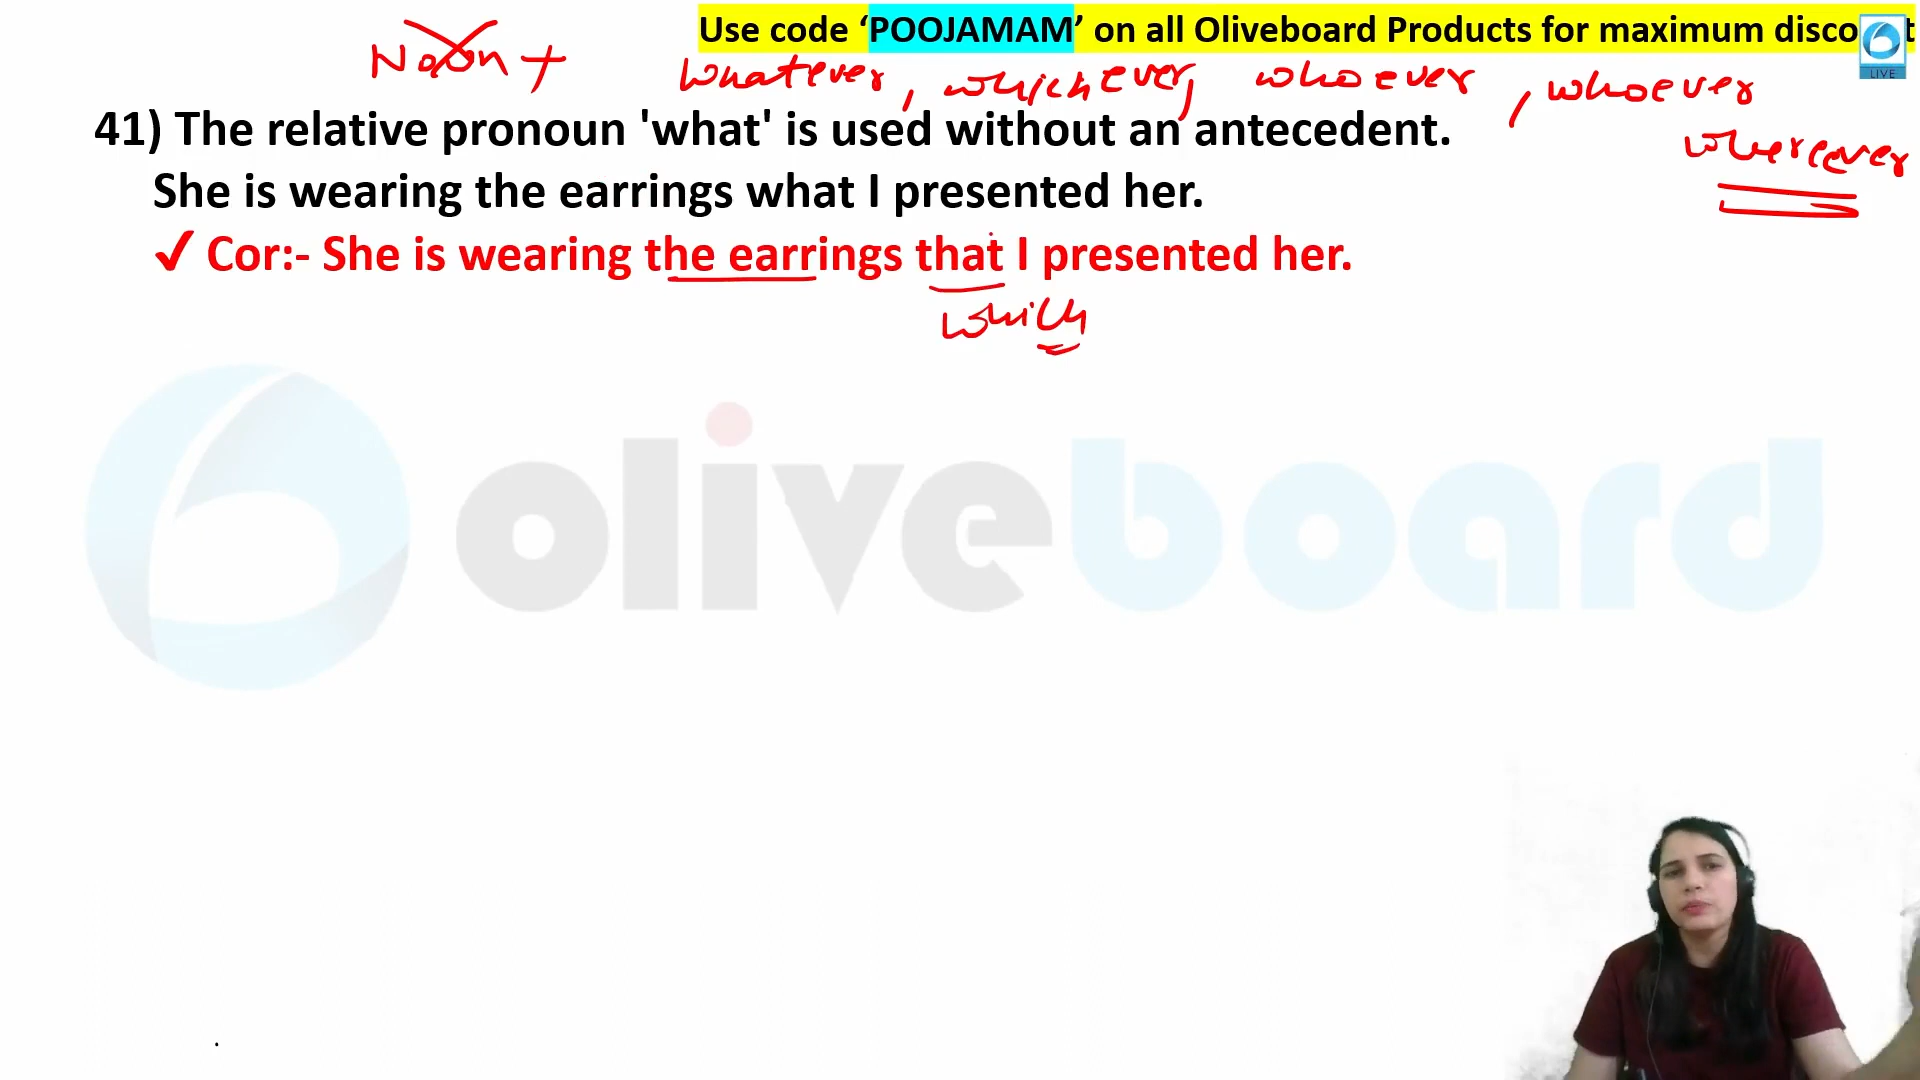 Use code ‘POOJAMAM’ on all Oliveboard Products for maximum disco t
LIVE
Noun + whatever, whichever, whoever, whoever
41) The relative pronoun 'what' is used without an antecedent.
wherever
She is wearing the earrings what I presented her.
✓ Cor:- She is wearing the earrings that I presented her.
which
oliveboard